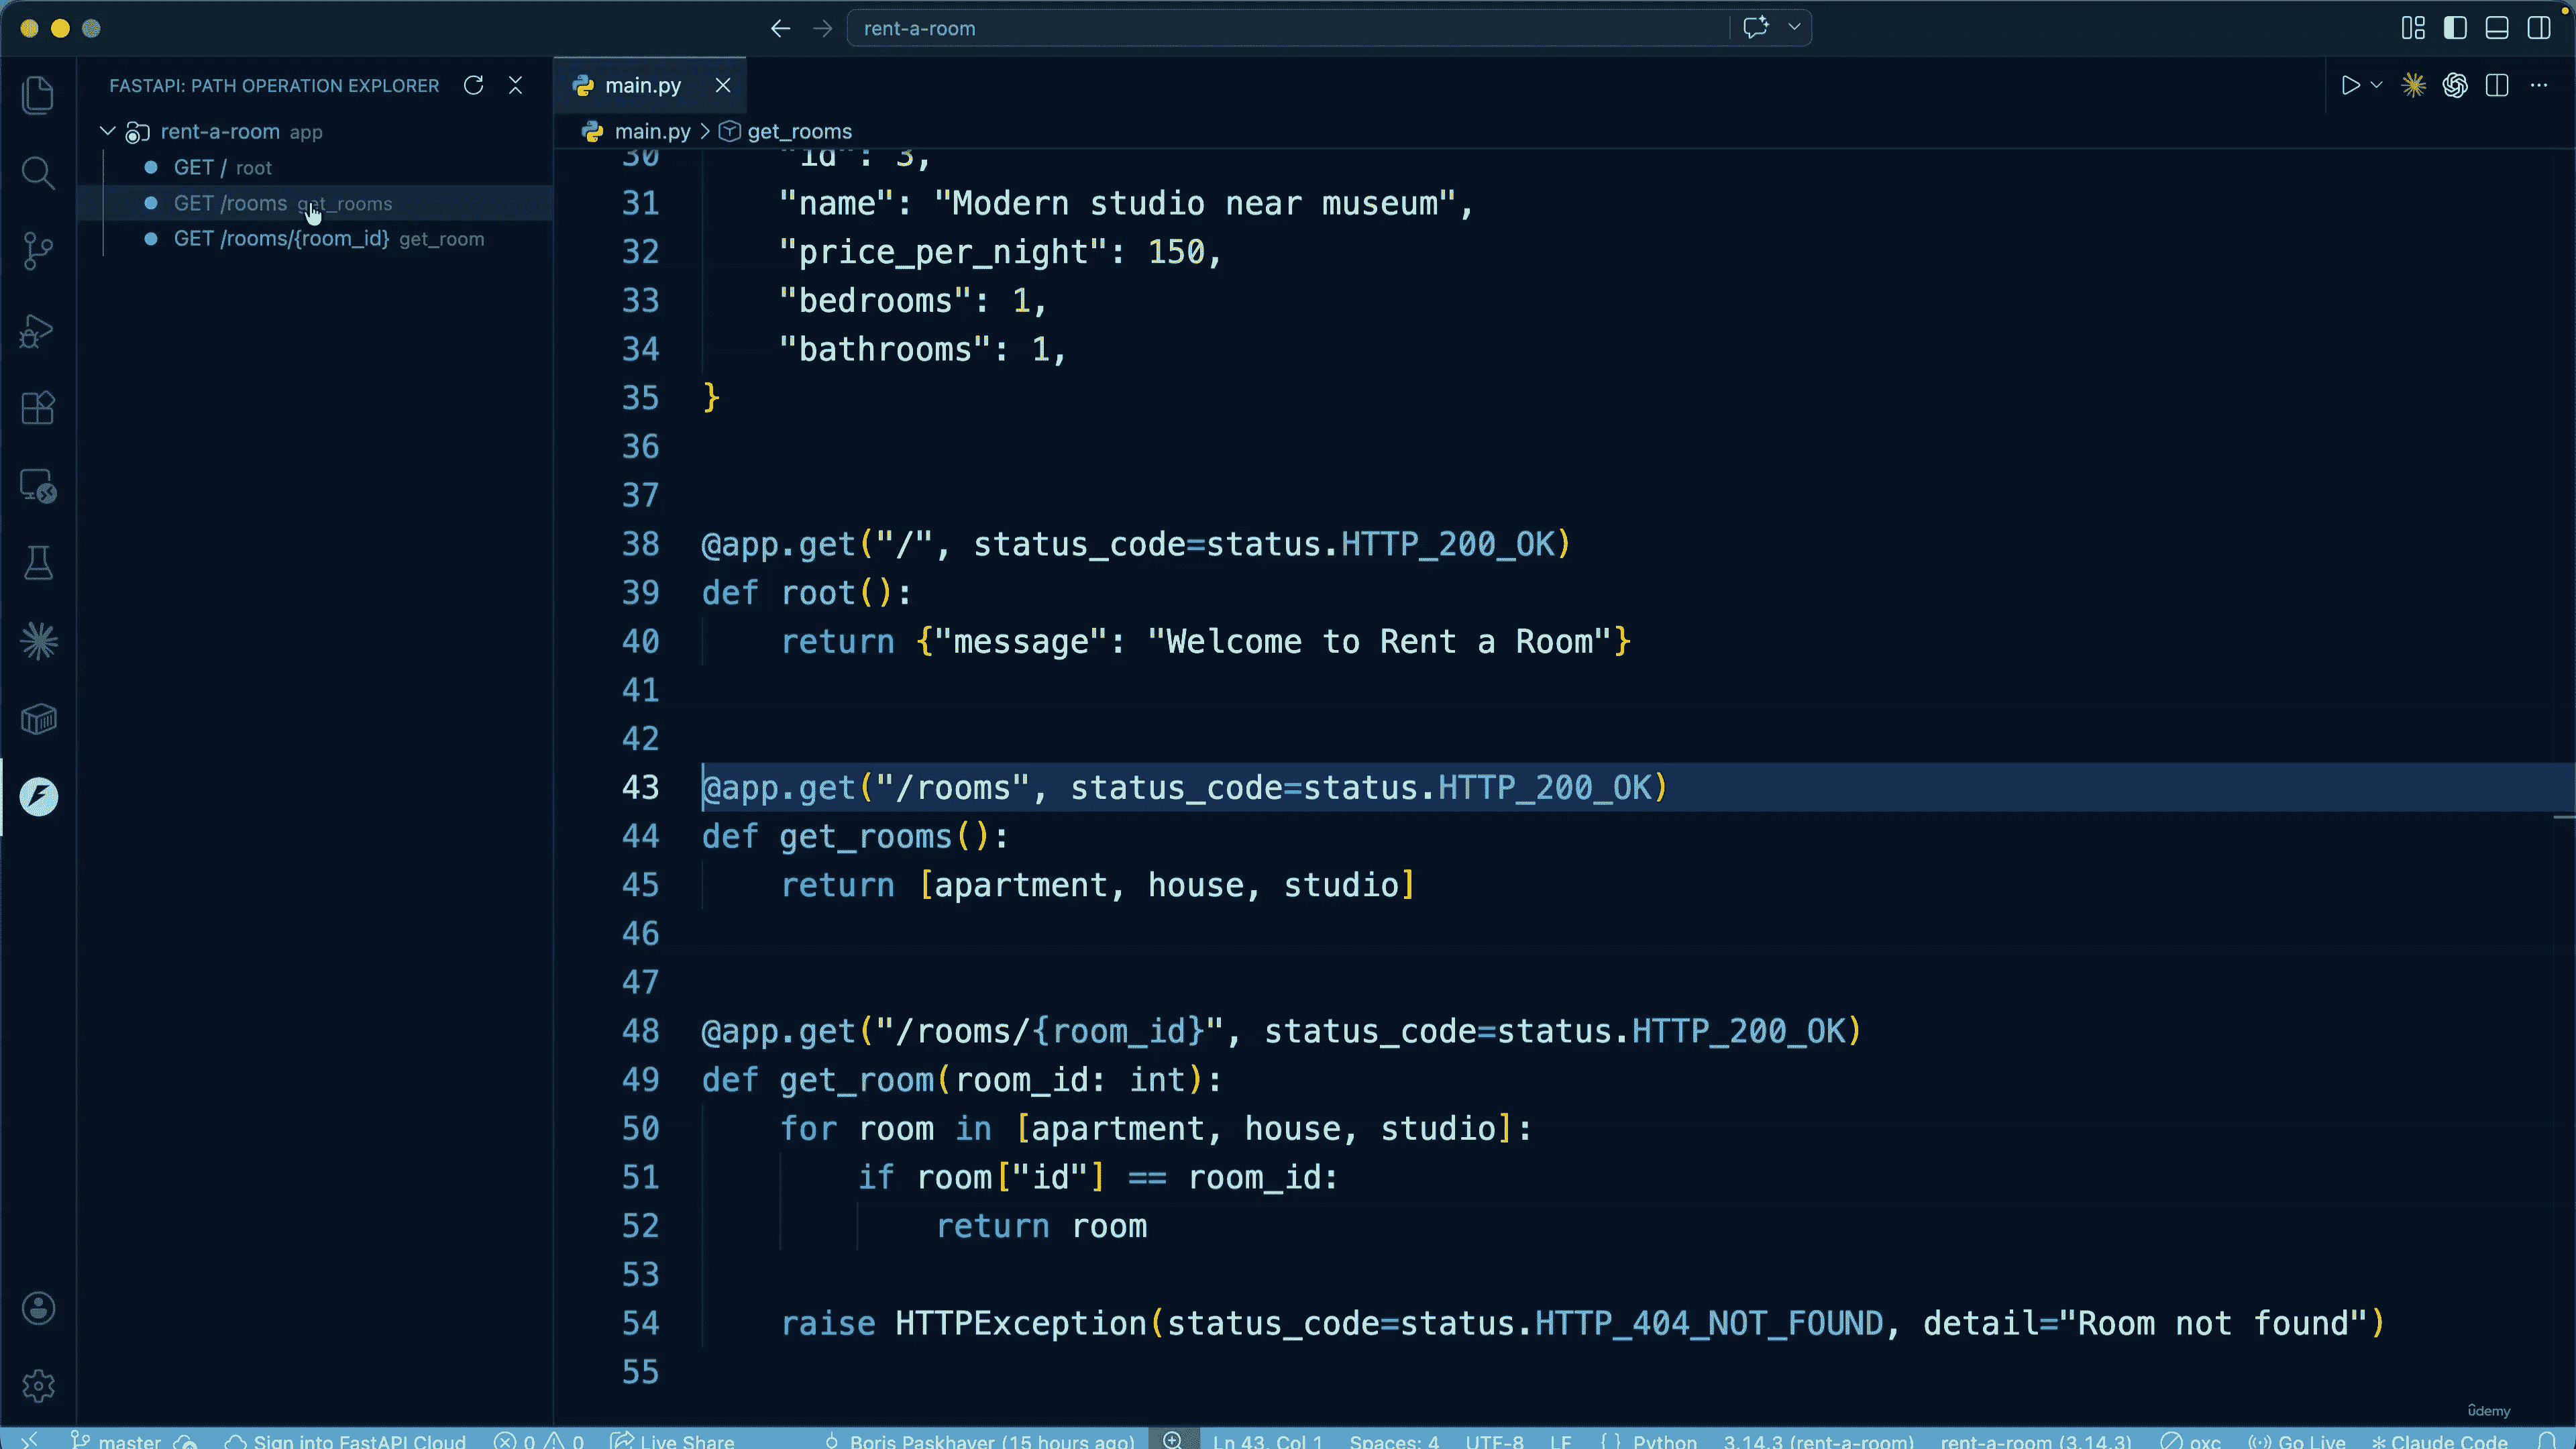 rent-a-room
FASTAPI: PATH OPERATION EXPLORER
rent-a-room app
GET / root
GET /rooms get_rooms
GET /rooms/{room_id} get_room
main.py
main.py > get_rooms
30 "id": 3,
31 "name": "Modern studio near museum",
32 "price_per_night": 150,
33 "bedrooms": 1,
34 "bathrooms": 1,
35 }
36
37
38 @app.get("/", status_code=status.HTTP_200_OK)
39 def root():
40 return {"message": "Welcome to Rent a Room"}
41
42
43 @app.get("/rooms", status_code=status.HTTP_200_OK)
44 def get_rooms():
45 return [apartment, house, studio]
46
47
48 @app.get("/rooms/{room_id}", status_code=status.HTTP_200_OK)
49 def get_room(room_id: int):
50 for room in [apartment, house, studio]:
51 if room["id"] == room_id:
52 return room
53
54 raise HTTPException(status_code=status.HTTP_404_NOT_FOUND, detail="Room not found")
55
ûdemy
master Sign into FastAPI Cloud 0 0 Live Share Boris Paskhaver (15 hours ago) Ln 43, Col 1 Spaces: 4 UTF-8 LF { } Python 3.14.3 (rent-a-room) rent-a-room (3.14.3) oxc Go Live Claude Code